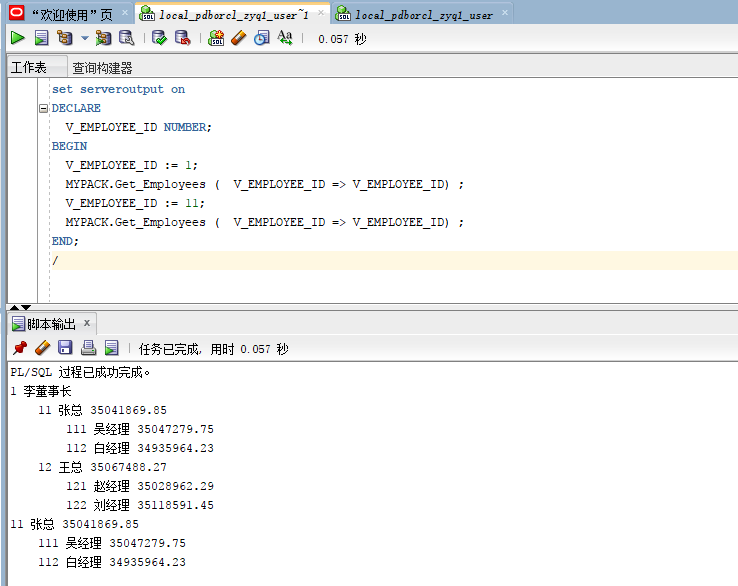 “欢迎使用”页
local_pdborcl_zyq1_user~1
local_pdborcl_zyq1_user
SQL
0.057 秒
工作表
查询构建器
set serveroutput on
DECLARE
V_EMPLOYEE_ID NUMBER;
BEGIN
V_EMPLOYEE_ID := 1;
MYPACK.Get_Employees (  V_EMPLOYEE_ID => V_EMPLOYEE_ID) ;
V_EMPLOYEE_ID := 11;
MYPACK.Get_Employees (  V_EMPLOYEE_ID => V_EMPLOYEE_ID) ;
END;
/
脚本输出 x
任务已完成, 用时 0.057 秒
PL/SQL 过程已成功完成。
1 李董事长
11 张总 35041869.85
111 吴经理 35047279.75
112 白经理 34935964.23
12 王总 35067488.27
121 赵经理 35028962.29
122 刘经理 35118591.45
11 张总 35041869.85
111 吴经理 35047279.75
112 白经理 34935964.23